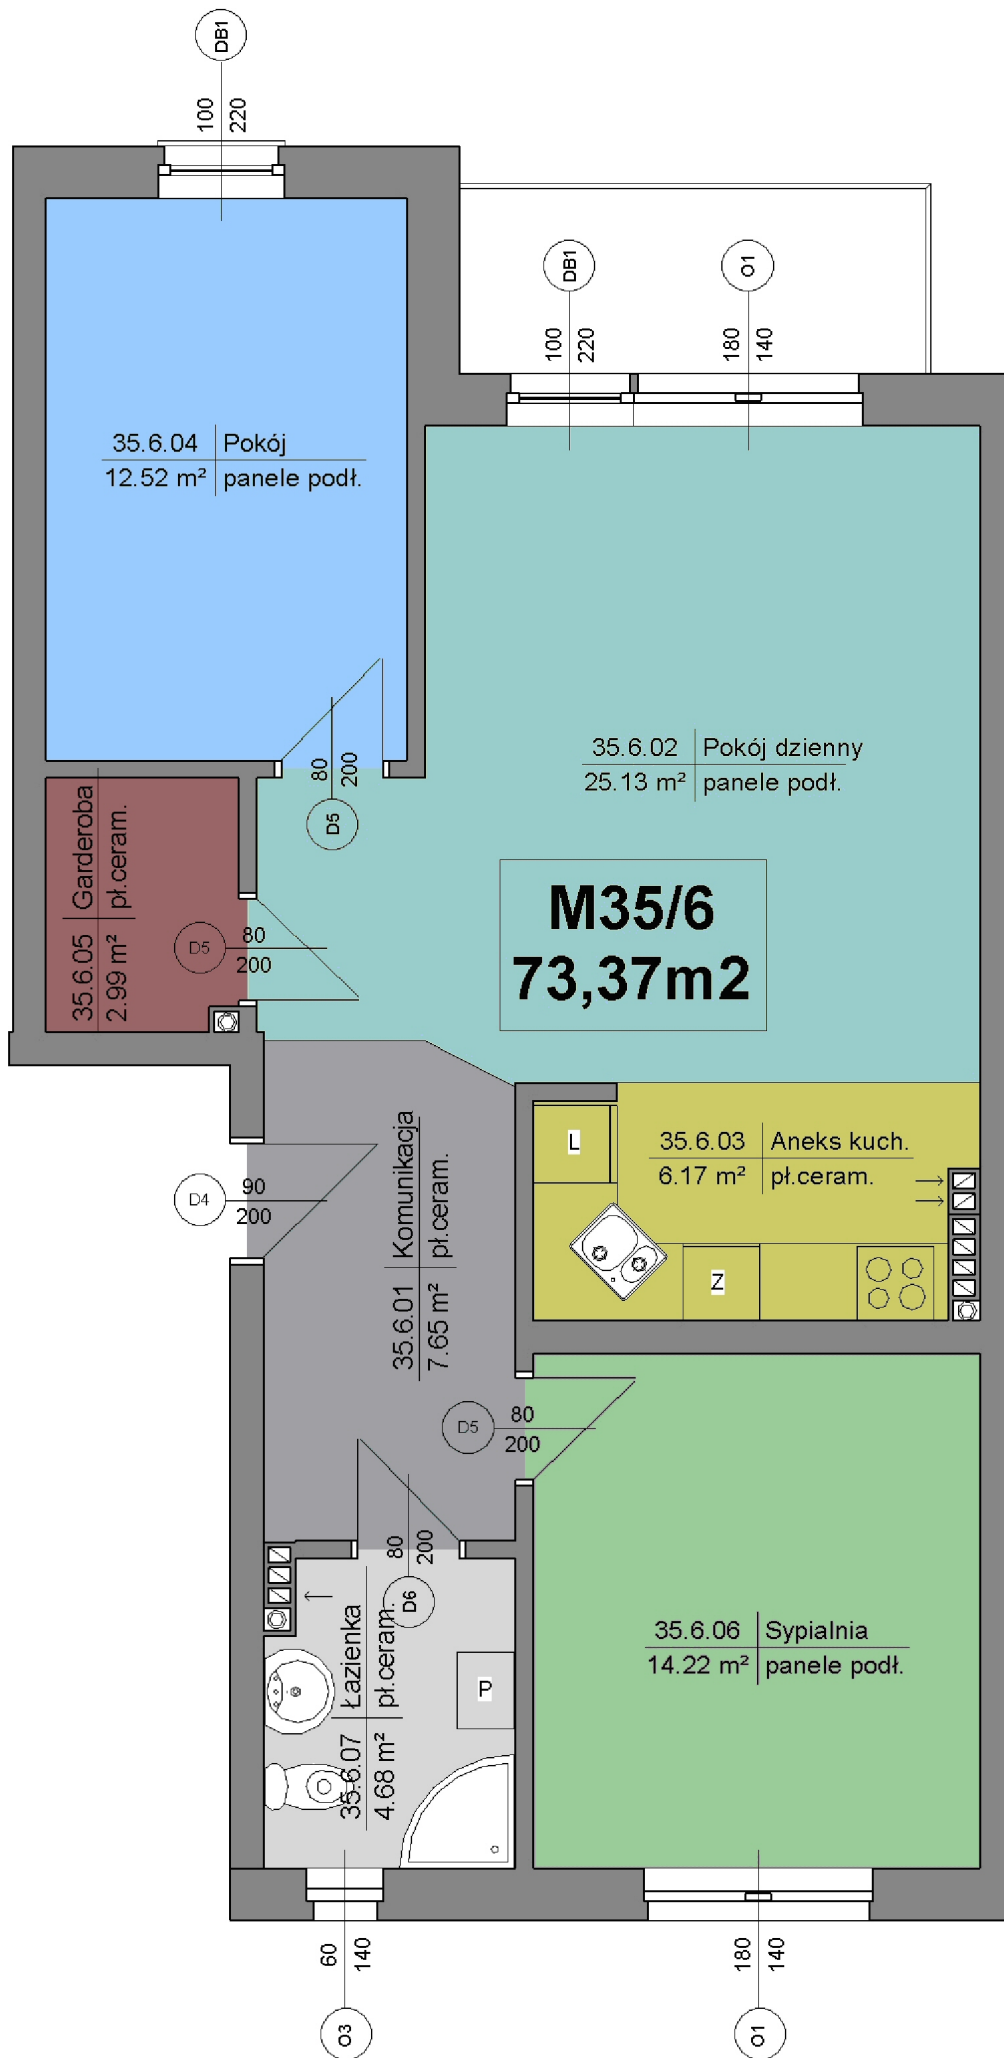 DB1
100
220
DB1
100
220
O1
180
140
35.6.04 Pokój
12.52 m² panele podł.
35.6.02 Pokój dzienny
25.13 m² panele podł.
80
200
D5
35.6.05 Garderoba
2.99 m² pł.ceram.
D5
80
200
M35/6
73,37m2
35.6.01 Komunikacja
7.65 m² pł.ceram.
D4
90
200
L
35.6.03 Aneks kuch.
6.17 m² pł.ceram.
Z
D5
80
200
80
200
D6
35.6.07 Łazienka
4.68 m² pł.ceram.
P
35.6.06 Sypialnia
14.22 m² panele podł.
60
140
O3
180
140
O1